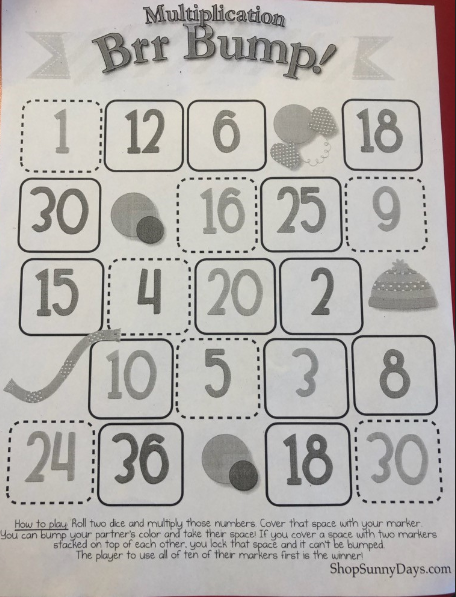 Multiplication
Brr Bump!
1 12 6 18
30 16 25 9
15 4 20 2
10 5 3 8
24 36 18 30
How to play: Roll two dice and multiply those numbers. Cover that space with your marker.
You can bump your partner's color and take their space! If you cover a space with two markers
stacked on top of each other, you lock that space and it can't be bumped.
The player to use all of ten of their markers first is the winner!
ShopSunnyDays.com